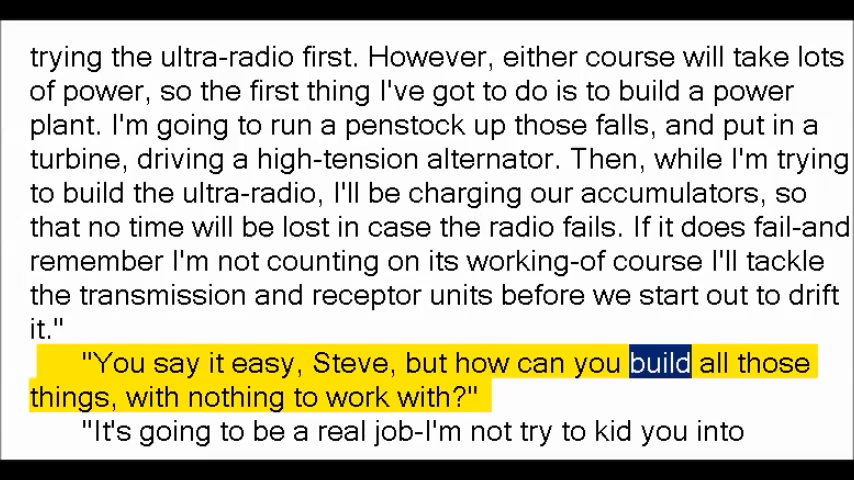 trying the ultra-radio first. However, either course will take lots
of power, so the first thing I've got to do is to build a power
plant. I'm going to run a penstock up those falls, and put in a
turbine, driving a high-tension alternator. Then, while I'm trying
to build the ultra-radio, I'll be charging our accumulators, so
that no time will be lost in case the radio fails. If it does fail-and
remember I'm not counting on its working-of course I'll tackle
the transmission and receptor units before we start out to drift
it."
"You say it easy, Steve, but how can you build all those
things, with nothing to work with?"
"It's going to be a real job-I'm not try to kid you into